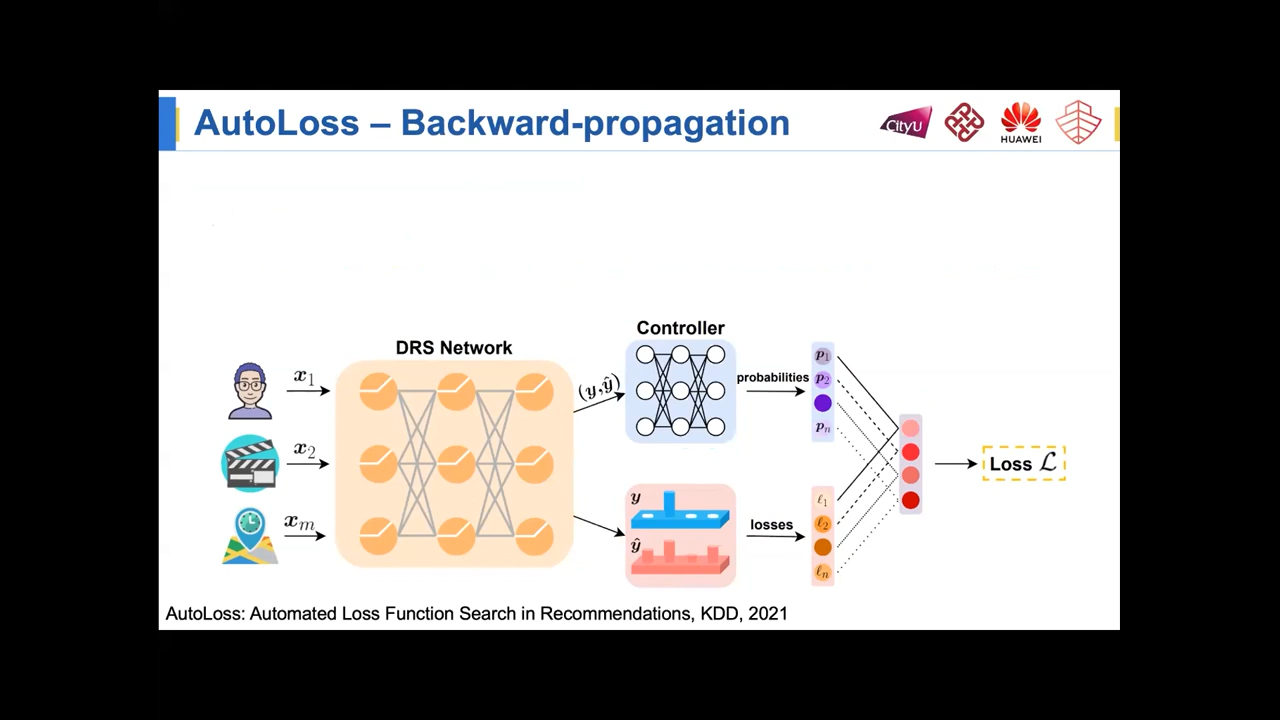 AutoLoss – Backward-propagation
CityU
HUAWEI
DRS Network
Controller
x1
x2
xm
(y,ŷ)
probabilities
p1
p2
pn
y
ŷ
losses
ℓ1
ℓ2
ℓn
Loss ℒ
AutoLoss: Automated Loss Function Search in Recommendations, KDD, 2021